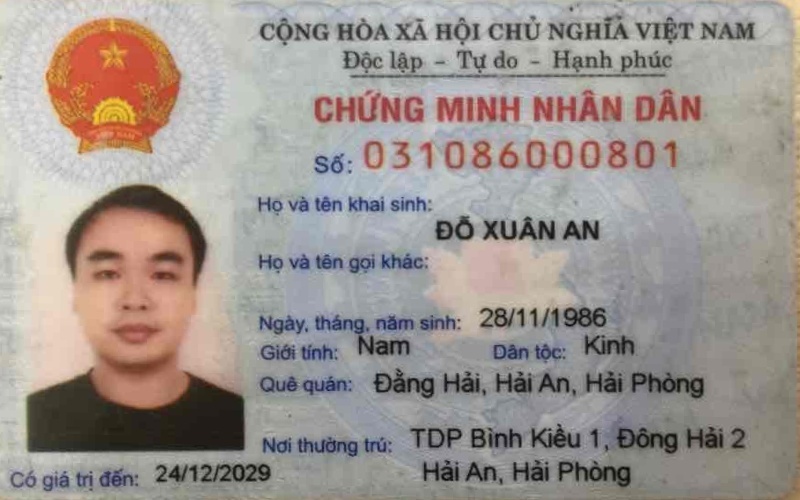 CỘNG HÒA XÃ HỘI CHỦ NGHĨA VIỆT NAM
Độc lập - Tự do - Hạnh phúc
CHỨNG MINH NHÂN DÂN
Số: 031086000801
Họ và tên khai sinh:
ĐỖ XUÂN AN
Họ và tên gọi khác:
Ngày, tháng, năm sinh: 28/11/1986
Giới tính: Nam Dân tộc: Kinh
Quê quán: Đằng Hải, Hải An, Hải Phòng
Nơi thường trú: TDP Bình Kiều 1, Đông Hải 2
Hải An, Hải Phòng
Có giá trị đến: 24/12/2029
VIỆT NAM